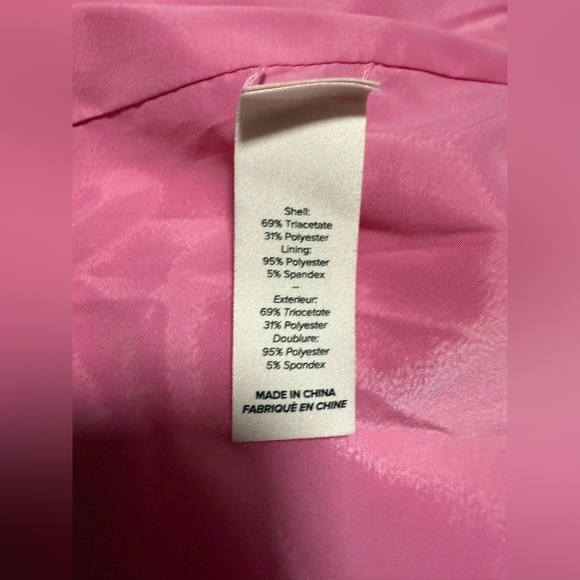 Shell:
69% Triacetate
31% Polyester
Lining:
95% Polyester
5% Spandex
–
Exterieur:
69% Triacetate
31% Polyester
Doublure:
95% Polyester
5% Spandex
MADE IN CHINA
FABRIQUÉ EN CHINE